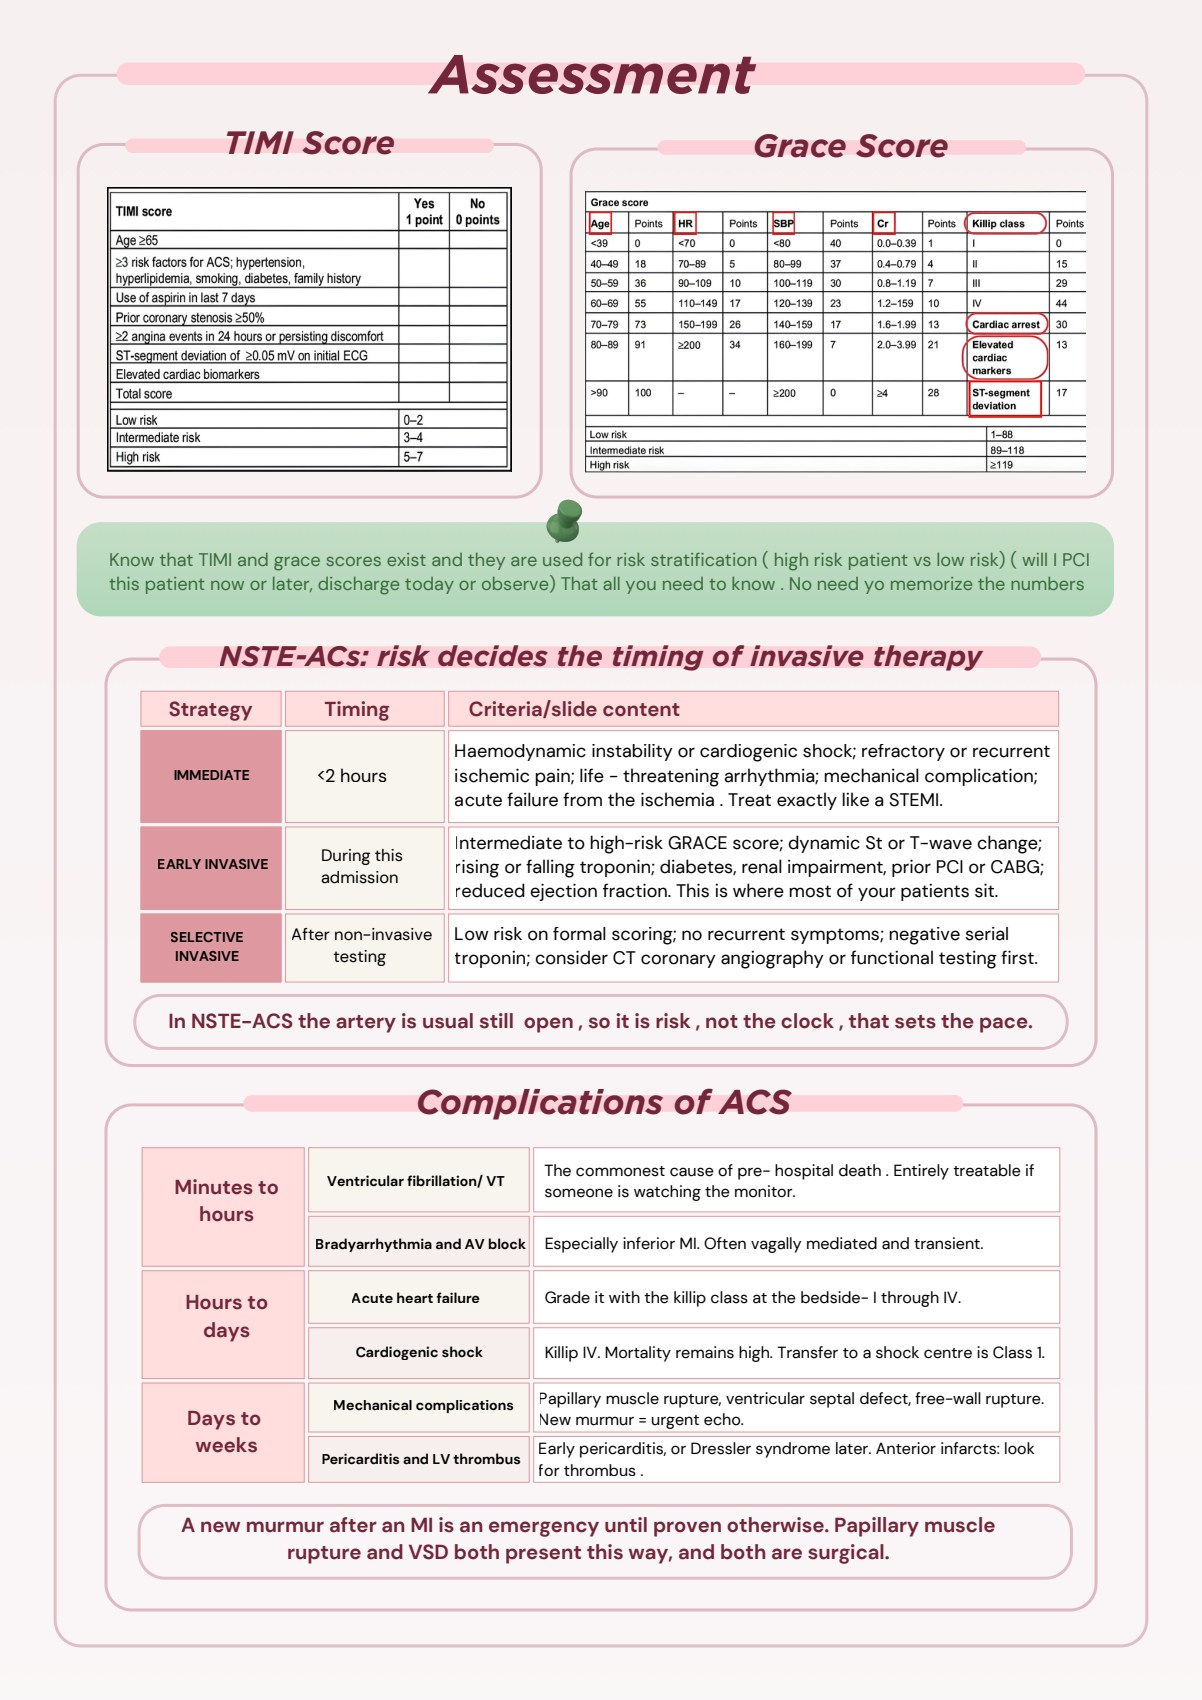 Assessment
TIMI Score
TIMI score
Yes
1 point
No
0 points
Age ≥65
≥3 risk factors for ACS; hypertension,
hyperlipidemia, smoking, diabetes, family history
Use of aspirin in last 7 days
Prior coronary stenosis ≥50%
≥2 angina events in 24 hours or persisting discomfort
ST-segment deviation of ≥0.05 mV on initial ECG
Elevated cardiac biomarkers
Total score
Low risk 0–2
Intermediate risk 3–4
High risk 5–7
Grace Score
Grace score
Age Points HR Points SBP Points Cr Points Killip class Points
<39 0 <70 0 <80 40 0.0–0.39 1 I 0
40–49 18 70–89 5 80–99 37 0.4–0.79 4 II 15
50–59 36 90–109 10 100–119 30 0.8–1.19 7 III 29
60–69 55 110–149 17 120–139 23 1.2–159 10 IV 44
70–79 73 150–199 26 140–159 17 1.6–1.99 13 Cardiac arrest 30
80–89 91 ≥200 34 160–199 7 2.0–3.99 21 Elevated 13
cardiac
markers
>90 100 – – ≥200 0 ≥4 28 ST-segment 17
deviation
Low risk 1–88
Intermediate risk 89–118
High risk ≥119
Know that TIMI and grace scores exist and they are used for risk stratification ( high risk patient vs low risk) ( will I PCI
this patient now or later, discharge today or observe) That all you need to know . No need yo memorize the numbers
NSTE-ACs: risk decides the timing of invasive therapy
Strategy Timing Criteria/slide content
IMMEDIATE
<2 hours
Haemodynamic instability or cardiogenic shock; refractory or recurrent
ischemic pain; life - threatening arrhythmia; mechanical complication;
acute failure from the ischemia . Treat exactly like a STEMI.
EARLY INVASIVE
During this
admission
Intermediate to high-risk GRACE score; dynamic St or T-wave change;
rising or falling troponin; diabetes, renal impairment, prior PCI or CABG;
reduced ejection fraction. This is where most of your patients sit.
SELECTIVE
INVASIVE
After non-invasive
testing
Low risk on formal scoring; no recurrent symptoms; negative serial
troponin; consider CT coronary angiography or functional testing first.
In NSTE-ACS the artery is usual still open , so it is risk , not the clock , that sets the pace.
Complications of ACS
Minutes to
hours
Ventricular fibrillation/ VT
The commonest cause of pre- hospital death . Entirely treatable if
someone is watching the monitor.
Bradyarrhythmia and AV block
Especially inferior MI. Often vagally mediated and transient.
Hours to
days
Acute heart failure
Grade it with the killip class at the bedside- I through IV.
Cardiogenic shock
Killip IV. Mortality remains high. Transfer to a shock centre is Class 1.
Days to
weeks
Mechanical complications
Papillary muscle rupture, ventricular septal defect, free-wall rupture.
New murmur = urgent echo.
Pericarditis and LV thrombus
Early pericarditis, or Dressler syndrome later. Anterior infarcts: look
for thrombus .
A new murmur after an MI is an emergency until proven otherwise. Papillary muscle
rupture and VSD both present this way, and both are surgical.